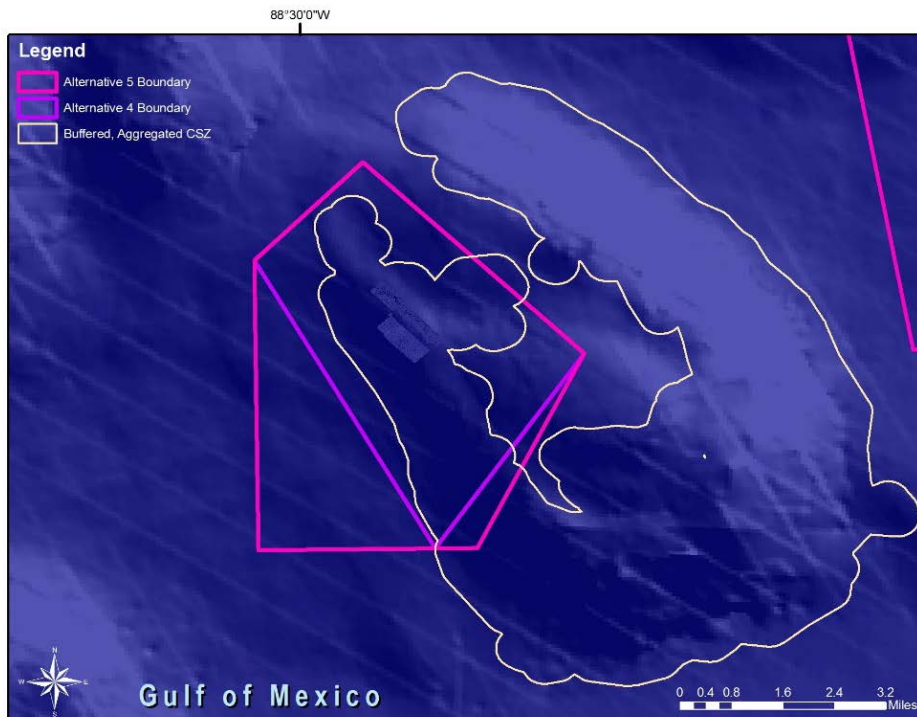 88°30'0"W
Legend
Alternative 5 Boundary
Alternative 4 Boundary
Buffered, Aggregated CSZ
N
W E
S
Gulf of Mexico
0 0.4 0.8 1.6 2.4 3.2
Miles